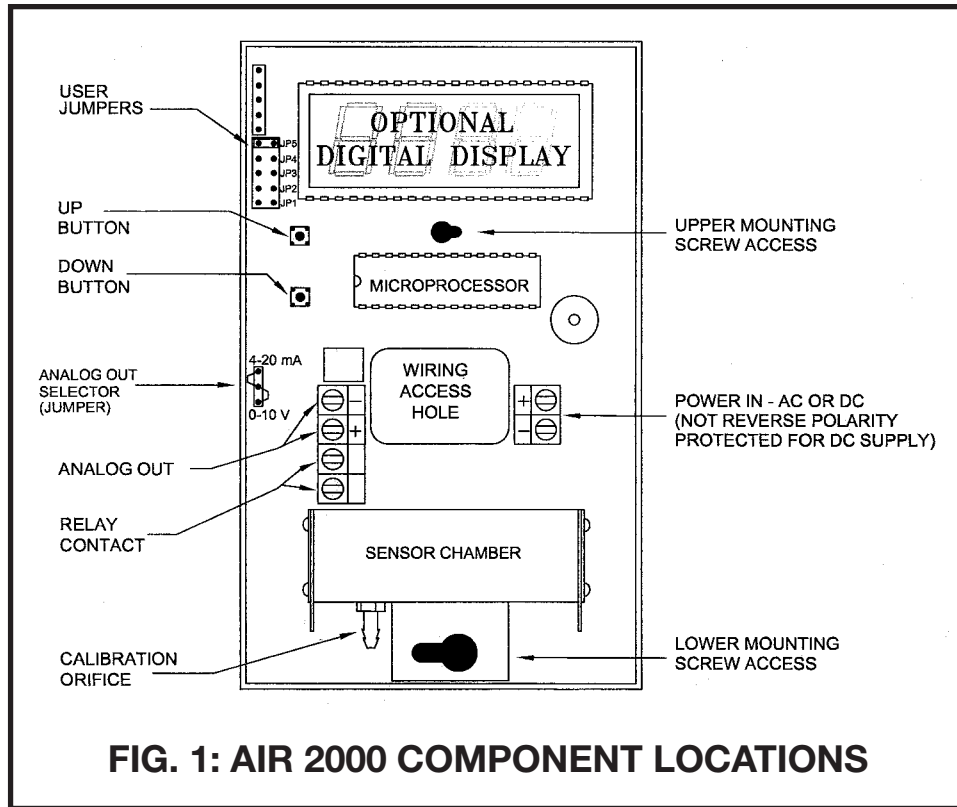 USER
JUMPERS
JP5
JP4
JP3
JP2
JP1
OPTIONAL
DIGITAL DISPLAY
UP
BUTTON
UPPER MOUNTING
SCREW ACCESS
DOWN
BUTTON
MICROPROCESSOR
4-20 mA
ANALOG OUT
SELECTOR
(JUMPER)
0-10 V
WIRING
ACCESS
HOLE
−
+
+
−
POWER IN - AC OR DC
(NOT REVERSE POLARITY
PROTECTED FOR DC SUPPLY)
ANALOG OUT
RELAY
CONTACT
SENSOR CHAMBER
CALIBRATION
ORIFICE
LOWER MOUNTING
SCREW ACCESS
FIG. 1: AIR 2000 COMPONENT LOCATIONS